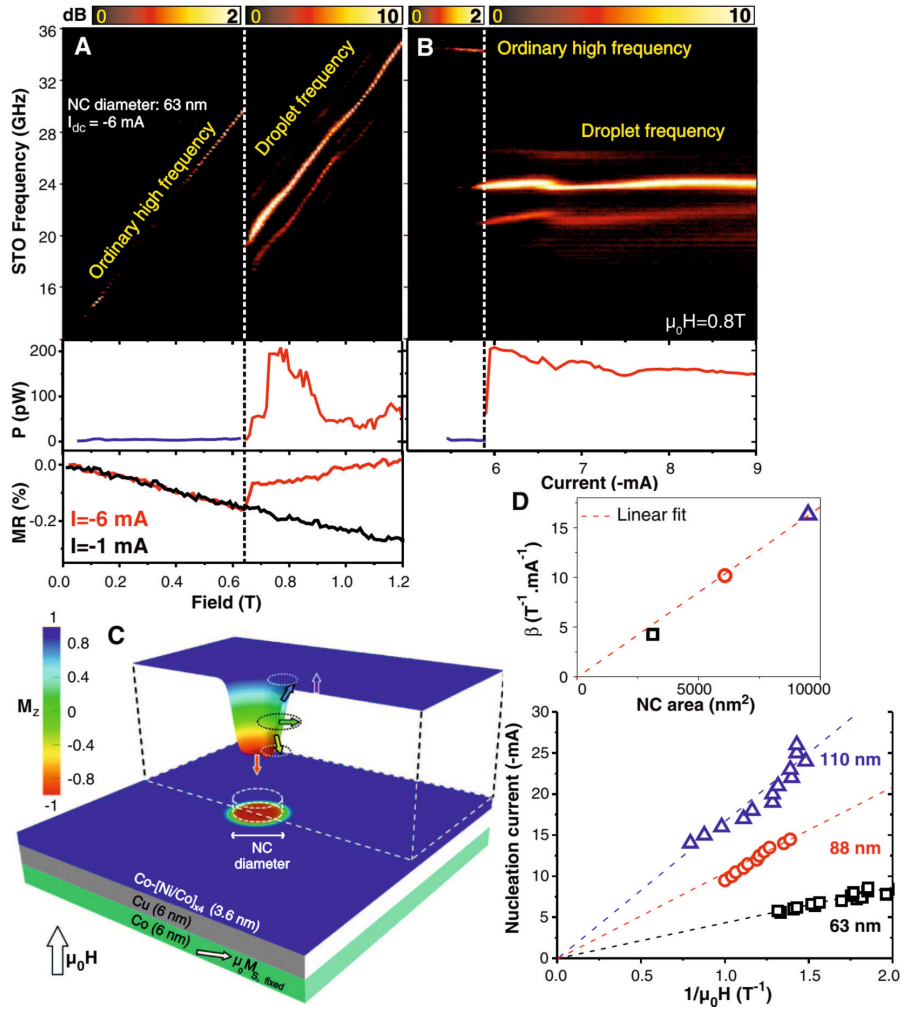 dB 0 2 0 10 0 1 2 0 10
36
32
28
24
20
16
STO Frequency (GHz)
A
NC diameter: 63 nm
I_dc = -6 mA
Ordinary high frequency
Droplet frequency
B
Ordinary high frequency
Droplet frequency
μ₀H=0.8T
200
100
0
P (pW)
6 7 8 9
Current (-mA)
0.0
-0.2
MR (%)
I=-6 mA
I=-1 mA
0.0 0.2 0.4 0.6 0.8 1.0 1.2
Field (T)
D
Linear fit
15
10
5
0
β (T⁻¹.mA⁻¹)
0 5000 10000
NC area (nm²)
C
1
0.8
0.4
0
-0.4
-0.8
-1
M_Z
NC
diameter
Co-[Ni/Co]ₓ₄ (3.6 nm)
Cu (6 nm)
Co (6 nm)
μ₀M_S, fixed
μ₀H
30
25
20
15
10
5
0
Nucleation current (-mA)
110 nm
88 nm
63 nm
0.0 0.5 1.0 1.5 2.0
1/μ₀H (T⁻¹)